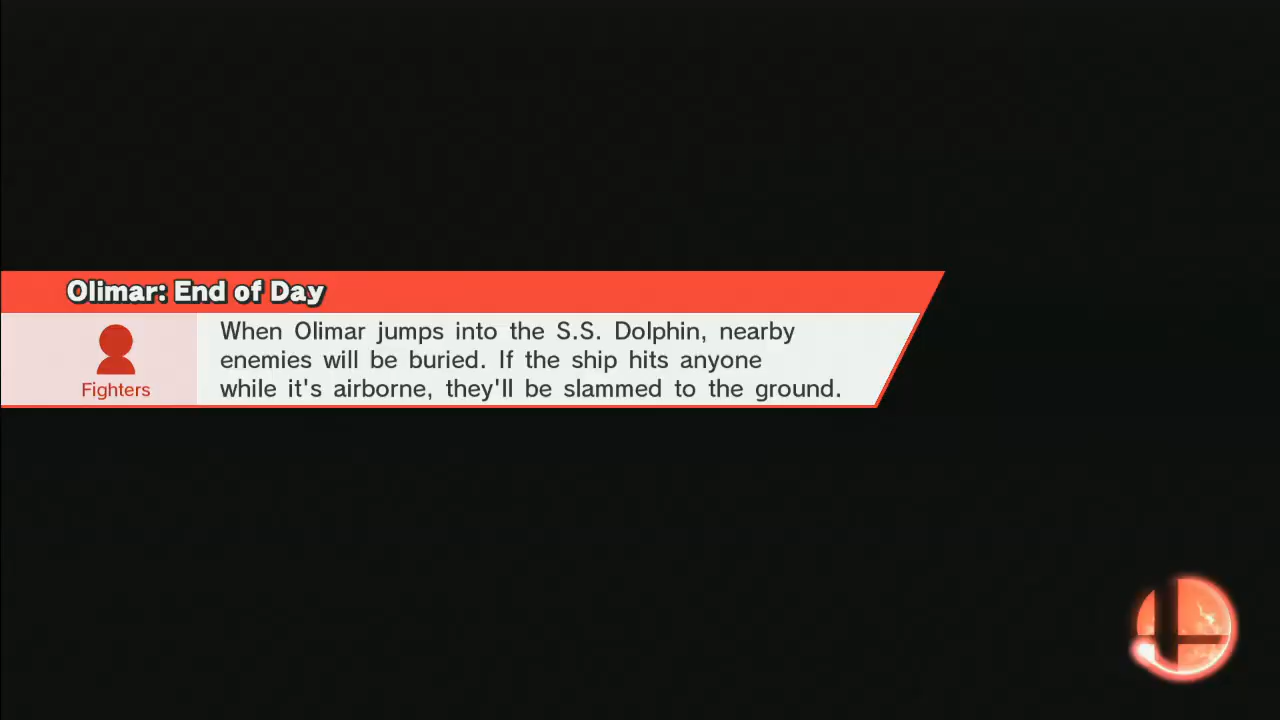 Olimar: End of Day
When Olimar jumps into the S.S. Dolphin, nearby
enemies will be buried. If the ship hits anyone
while it's airborne, they'll be slammed to the ground.
Fighters